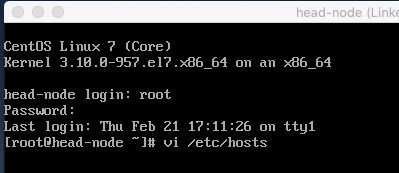 head-node (Linke
CentOS Linux 7 (Core)
Kernel 3.10.0-957.el7.x86_64 on an x86_64
head-node login: root
Password:
Last login: Thu Feb 21 17:11:26 on tty1
[root@head-node ~]# vi /etc/hosts